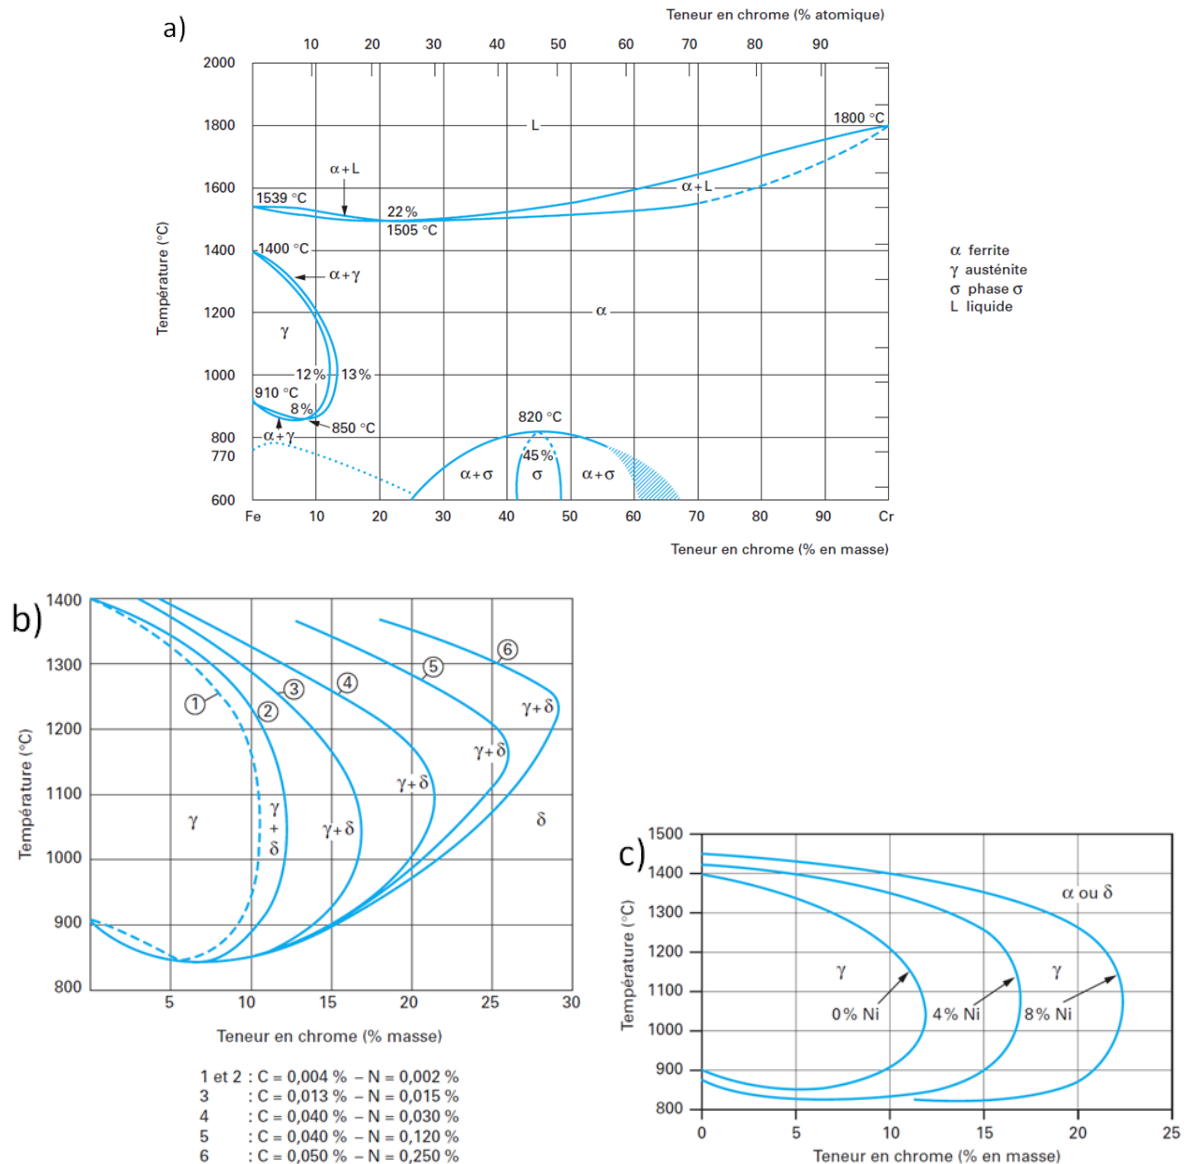 a)
Teneur en chrome (% atomique)
10 20 30 40 50 60 70 80 90
2000
1800
1600
1400
1200
1000
800
770
600
Température (°C)
L
1800 °C
α+L
α+L
1539 °C
22 %
1505 °C
1400 °C
α+γ
α
γ
12 % 13 %
910 °C
8 %
850 °C
α+γ
820 °C
45 %
α+σ σ α+σ
Fe 10 20 30 40 50 60 70 80 90 Cr
Teneur en chrome (% en masse)
α ferrite
γ austénite
σ phase σ
L liquide
b)
1400
1300
1200
1100
1000
900
800
Température (°C)
1
2
3
4
5
6
γ
γ
+
δ
γ+δ
γ+δ
γ+δ
γ+δ
δ
5 10 15 20 25 30
Teneur en chrome (% masse)
1 et 2 : C = 0,004 % – N = 0,002 %
3 : C = 0,013 % – N = 0,015 %
4 : C = 0,040 % – N = 0,030 %
5 : C = 0,040 % – N = 0,120 %
6 : C = 0,050 % – N = 0,250 %
c)
1500
1400
1300
1200
1100
1000
900
800
Température (°C)
α ou δ
γ
γ
0 % Ni 4 % Ni 8 % Ni
0 5 10 15 20 25
Teneur en chrome (% en masse)